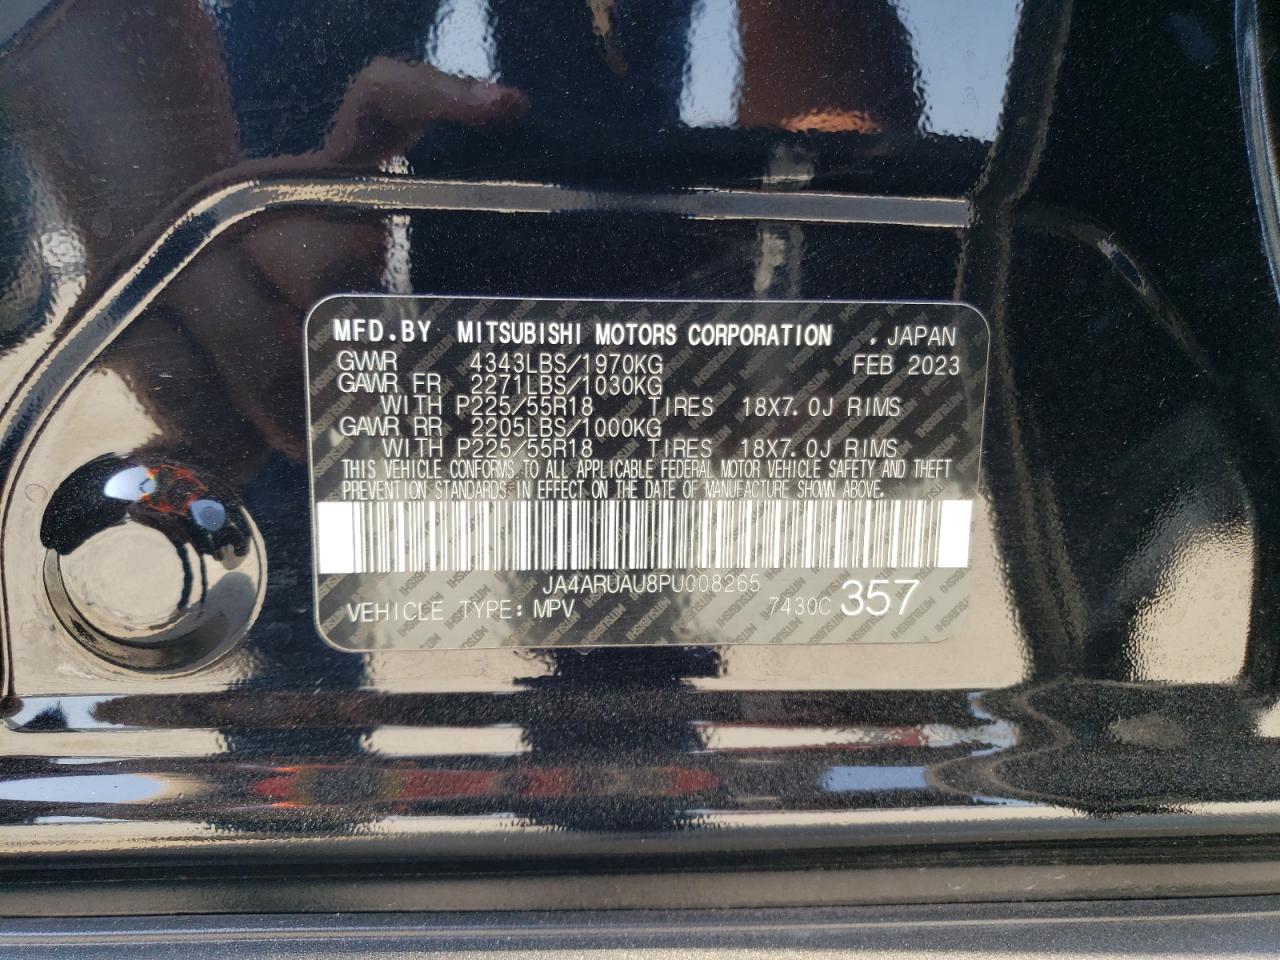 MFD.BY MITSUBISHI MOTORS CORPORATION . JAPAN
GVWR 4343LBS/1970KG FEB 2023
GAWR FR 2271LBS/1030KG
WITH P225/55R18 TIRES 18X7.0J RIMS
GAWR RR 2205LBS/1000KG
WITH P225/55R18 TIRES 18X7.0J RIMS
THIS VEHICLE CONFORMS TO ALL APPLICABLE FEDERAL MOTOR VEHICLE SAFETY AND THEFT
PREVENTION STANDARDS IN EFFECT ON THE DATE OF MANUFACTURE SHOWN ABOVE.
JA4ARUAU8PU008265
VEHICLE TYPE: MPV 7430C 357